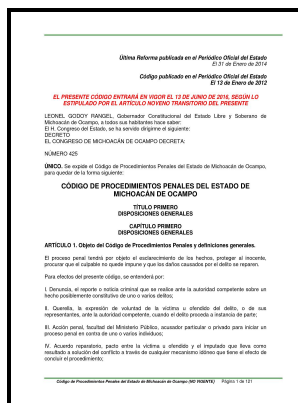 Última Reforma publicada en el Periódico Oficial del Estado
El 31 de Enero de 2014
Código publicado en el Periódico Oficial del Estado
El 13 de Enero de 2012
EL PRESENTE CÓDIGO ENTRARÁ EN VIGOR EL 13 DE JUNIO DE 2016, SEGÚN LO
ESTIPULADO POR EL ARTÍCULO NOVENO TRANSITORIO DEL PRESENTE
LEONEL GODOY RANGEL, Gobernador Constitucional del Estado Libre y Soberano de
Michoacán de Ocampo, a todos sus habitantes hace saber:
El H. Congreso del Estado, se ha servido dirigirme el siguiente:
DECRETO
EL CONGRESO DE MICHOACÁN DE OCAMPO DECRETA:
NÚMERO 425
ÚNICO. Se expide el Código de Procedimientos Penales del Estado de Michoacán de Ocampo,
para quedar de la forma siguiente:
CÓDIGO DE PROCEDIMIENTOS PENALES DEL ESTADO DE
MICHOACÁN DE OCAMPO
TÍTULO PRIMERO
DISPOSICIONES GENERALES
CAPÍTULO PRIMERO
DISPOSICIONES GENERALES
ARTÍCULO 1. Objeto del Código de Procedimientos Penales y definiciones generales.
El proceso penal tendrá por objeto el esclarecimiento de los hechos, proteger al inocente,
procurar que el culpable no quede impune y que los daños causados por el delito se reparen.
Para efectos del presente código, se entenderá por:
I. Denuncia, el reporte o noticia criminal que se realice ante la autoridad competente sobre un
hecho posiblemente constitutivo de uno o varios delitos;
II. Querella, la expresión de voluntad de la víctima u ofendido del delito, o de sus
representantes, ante la autoridad competente, cuando el delito proceda a instancia de parte;
III. Acción penal, facultad del Ministerio Público, acusador particular o privado para iniciar un
proceso penal en contra de uno o varios individuos;
IV. Acuerdo reparatorio, pacto entre la víctima u ofendido y el imputado que lleva como
resultado a solución del conflicto a través de cualquier mecanismo idóneo que tiene el efecto de
concluir el procedimiento;
Código de Procedimientos Penales del Estado de Michoacán de Ocampo (NO VIGENTE) Página 1 de 121